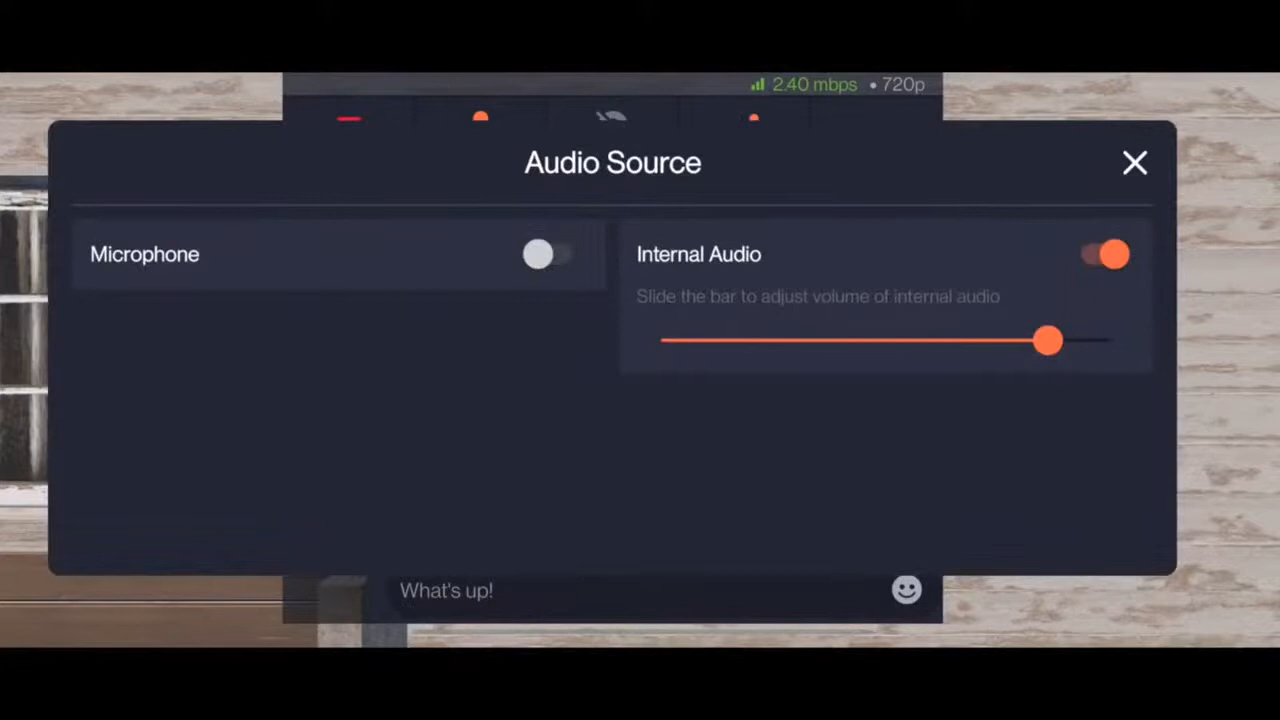 2.40 mbps • 720p
Audio Source
Microphone
Internal Audio
Slide the bar to adjust volume of internal audio
What's up!